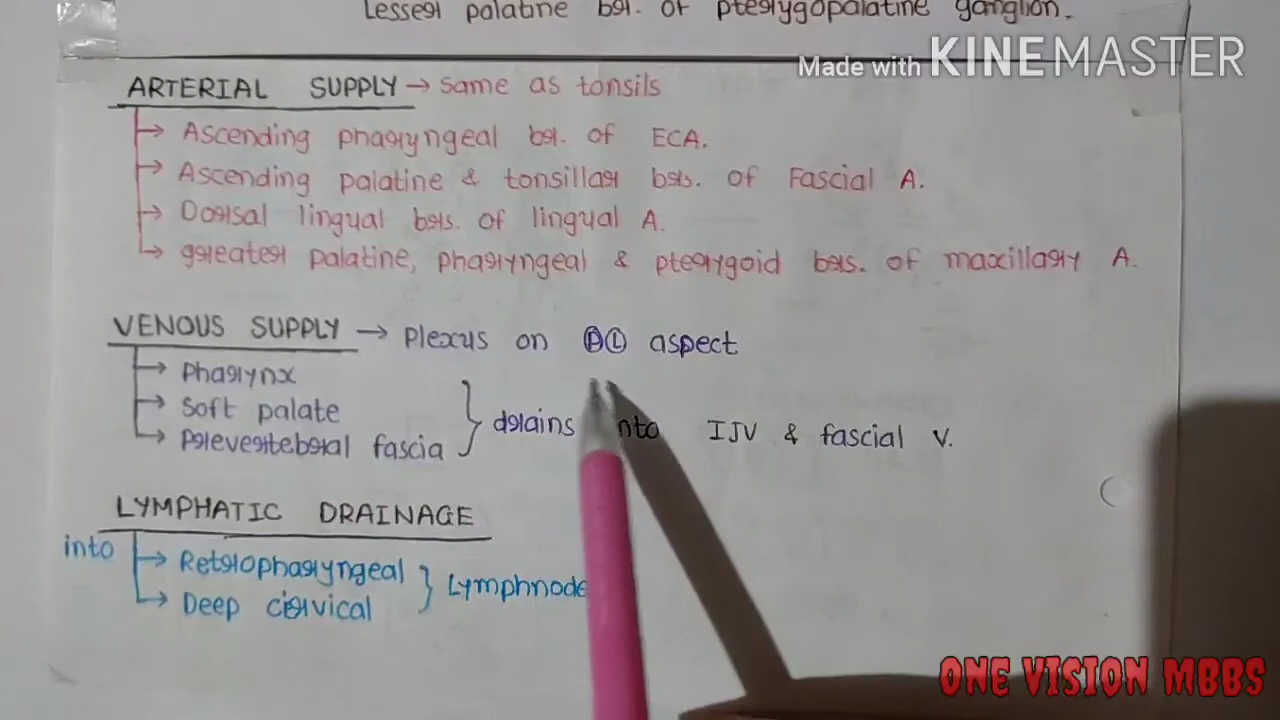 Lesser palatine br. of pterygopalatine ganglion.
Made with KINEMASTER
ARTERIAL SUPPLY → same as tonsils
→ Ascending pharyngeal br. of ECA.
→ Ascending palatine & tonsillar brs. of Fascial A.
→ Dorsal lingual brs. of lingual A.
→ greater palatine, pharyngeal & pterygoid brs. of maxillary A.
VENOUS SUPPLY → Plexus on ⓅⓁ aspect
→ Pharynx
→ Soft palate
→ Prevertebral fascia } drains into IJV & fascial V.
LYMPHATIC DRAINAGE
into → Retropharyngeal
→ Deep cervical } Lymphnode
ONE VISION MBBS